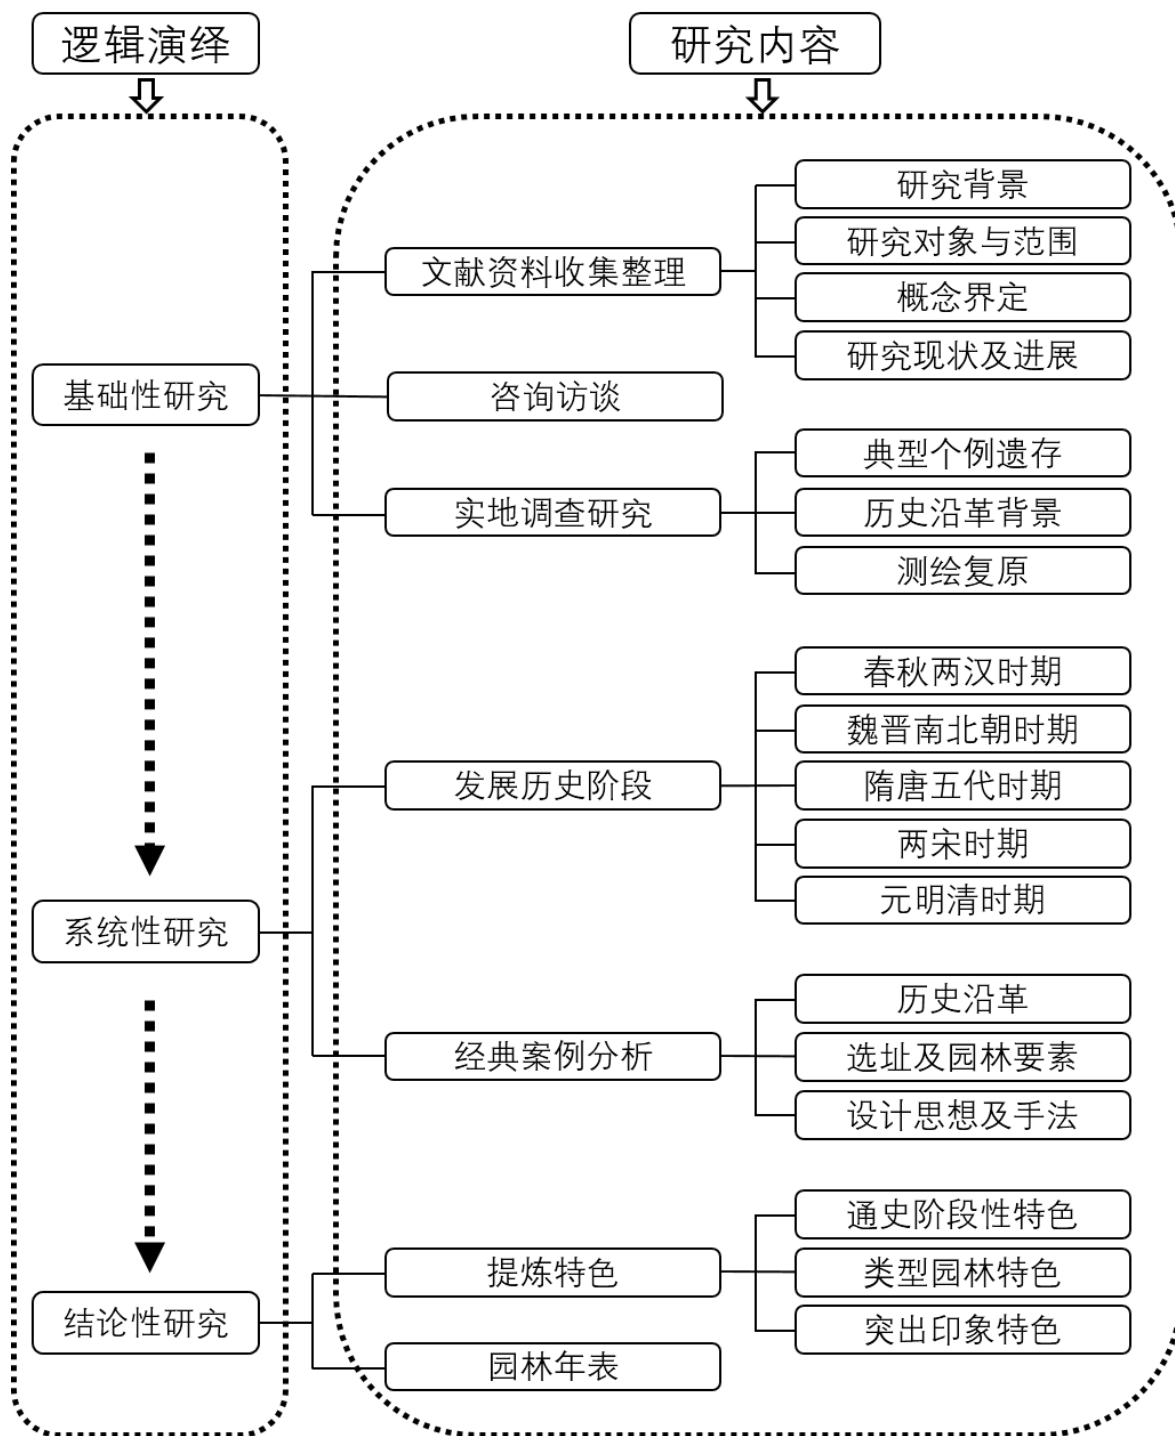 逻辑演绎
研究内容
研究背景
研究对象与范围
文献资料收集整理
概念界定
研究现状及进展
基础性研究
咨询访谈
典型个例遗存
实地调查研究
历史沿革背景
测绘复原
春秋两汉时期
魏晋南北朝时期
发展历史阶段
隋唐五代时期
两宋时期
元明清时期
系统性研究
历史沿革
经典案例分析
选址及园林要素
设计思想及手法
通史阶段性特色
提炼特色
类型园林特色
结论性研究
突出印象特色
园林年表